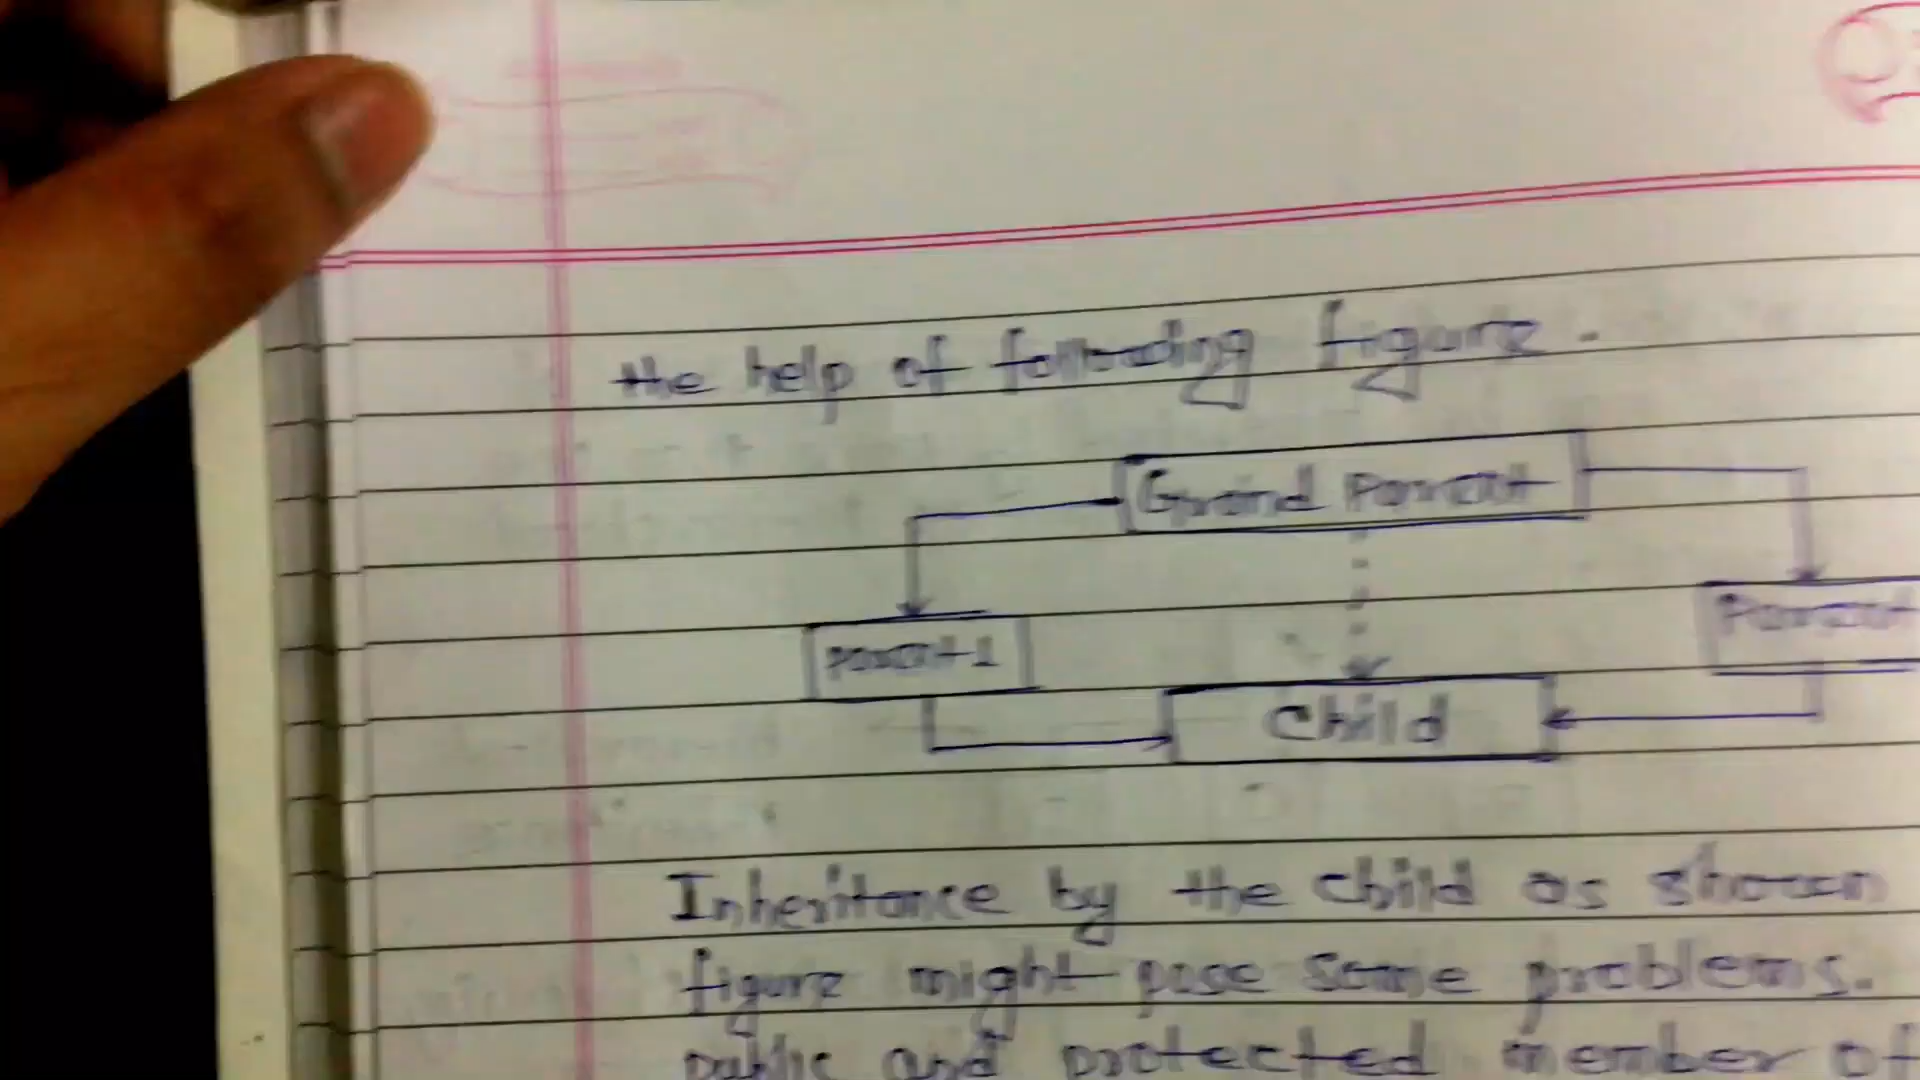 the help of following figure.
Grand Parent
Parent-1
Parent
Child
Inheritance by the child as shown
figure might pose some problems.
public and protected member of